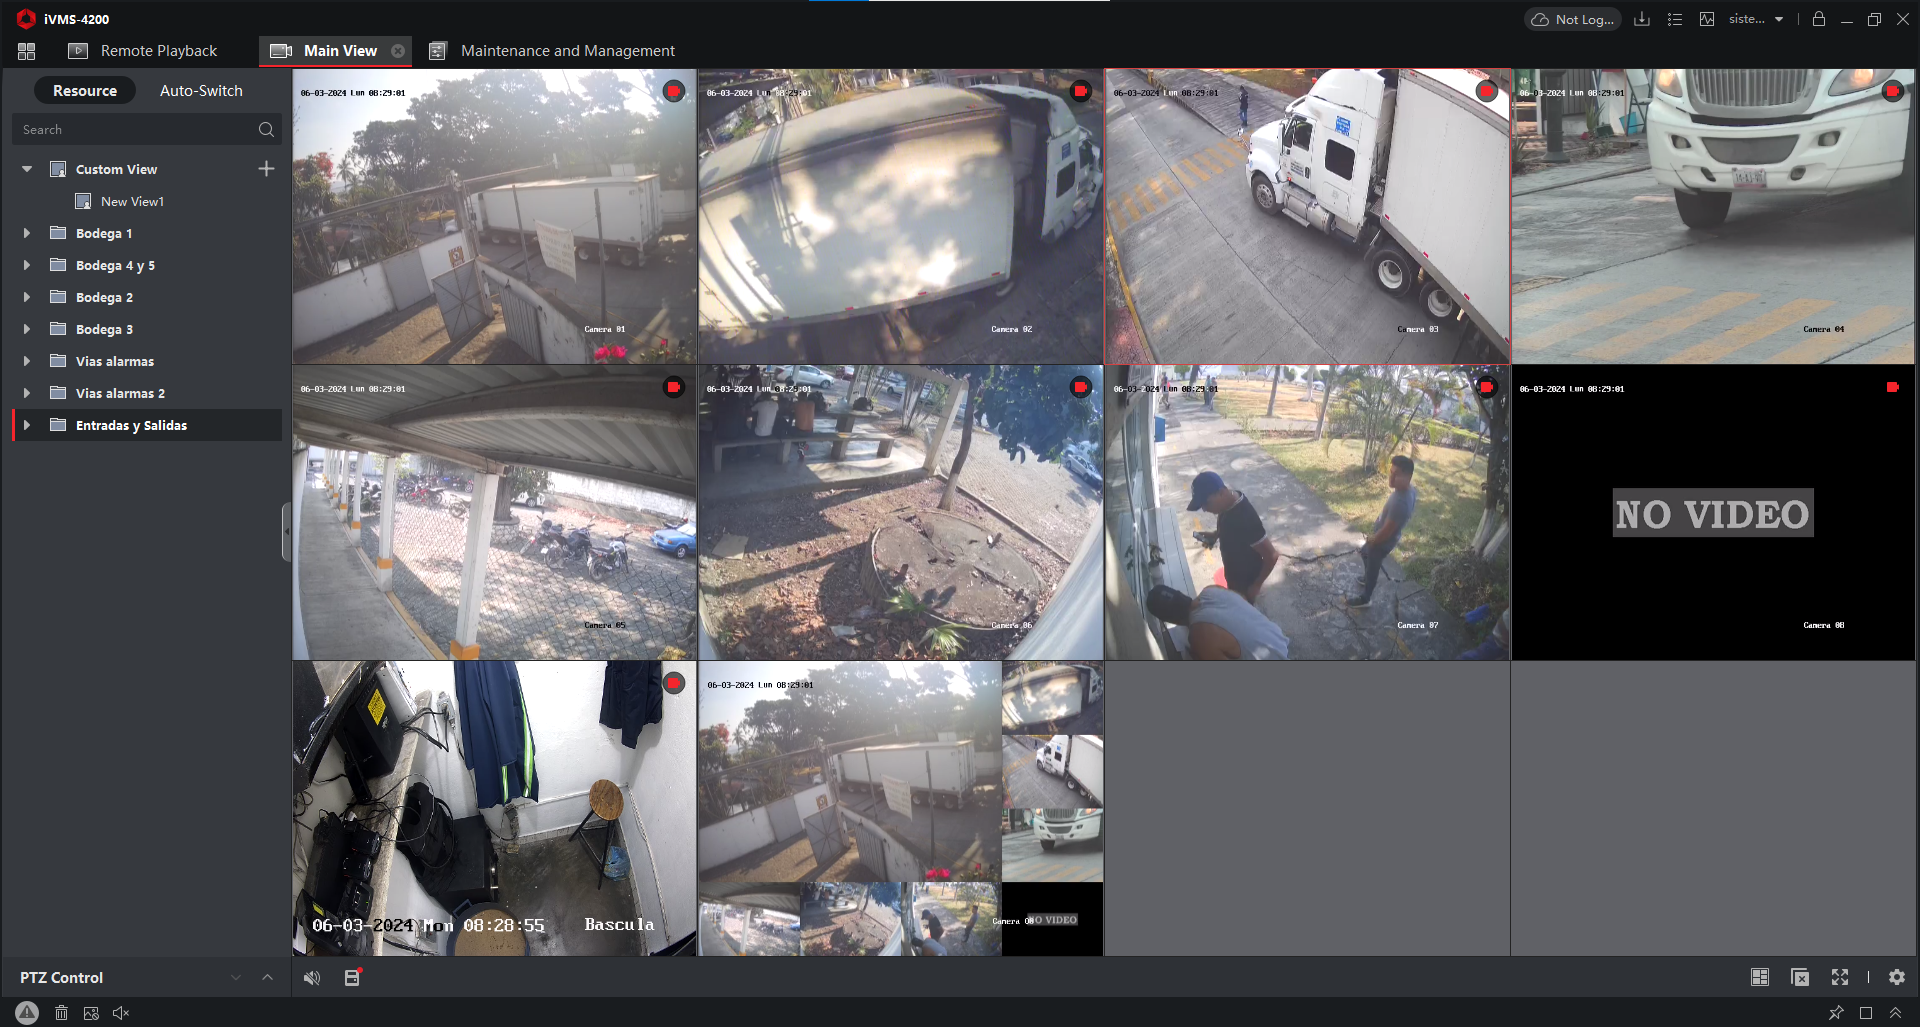 iVMS-4200
Not Log...
siste...
Remote Playback
Main View
Maintenance and Management
Resource
Auto-Switch
Search
Custom View
New View1
Bodega 1
Bodega 4 y 5
Bodega 2
Bodega 3
Vias alarmas
Vias alarmas 2
Entradas y Salidas
PTZ Control
06-03-2024 Lun 08:29:01
Camera 01
06-03-2024 Lun 08:29:01
Camera 02
06-03-2024 Lun 08:29:01
Camera 03
06-03-2024 Lun 08:29:01
Camera 04
06-03-2024 Lun 08:29:01
Camera 05
06-03-2024 Lun 08:29:01
Camera 06
06-03-2024 Lun 08:29:01
Camera 07
06-03-2024 Lun 08:29:01
NO VIDEO
Camera 08
06-03-2024 Mon 08:28:55
Bascula
06-03-2024 Lun 08:29:01
Camera 08
NO VIDEO